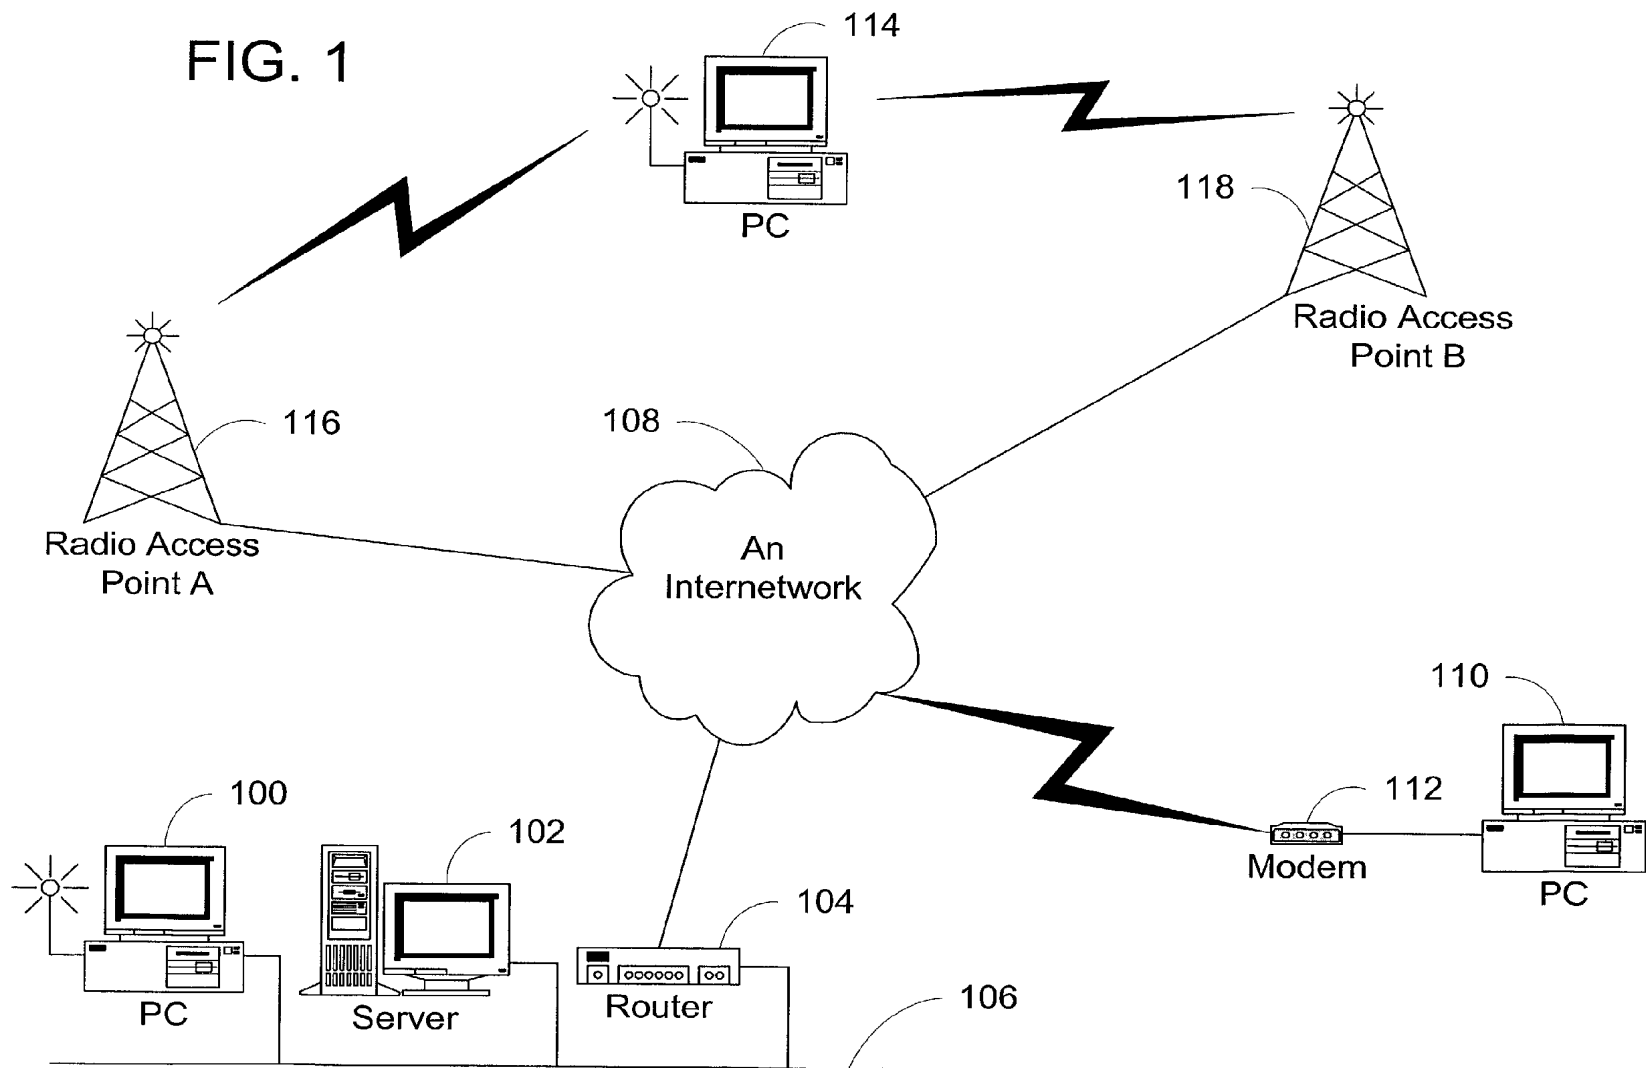 FIG. 1
114
PC
118
Radio Access
Point B
116
Radio Access
Point A
108
An
Internetwork
110
PC
112
Modem
100
PC
102
Server
104
Router
106